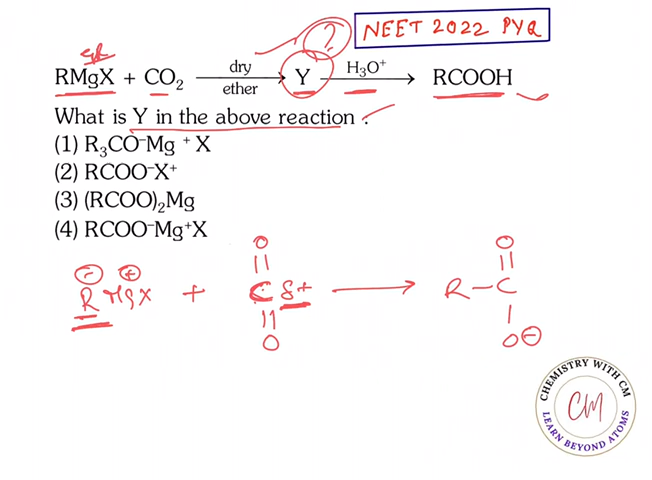 NEET 2022 PYQ
GR
?
RMgX + CO₂ dry ether Y H₃O⁺ RCOOH
What is Y in the above reaction ?
(1) R₃CO⁻Mg ⁺ X
(2) RCOO⁻X⁺
(3) (RCOO)₂Mg
(4) RCOO⁻Mg⁺X
⊖ ⊕ O O
|| ||
R MgX + C δ+ → R-C
|| |
O O⊖
CHEMISTRY WITH CM
CM
LEARN BEYOND ATOMS